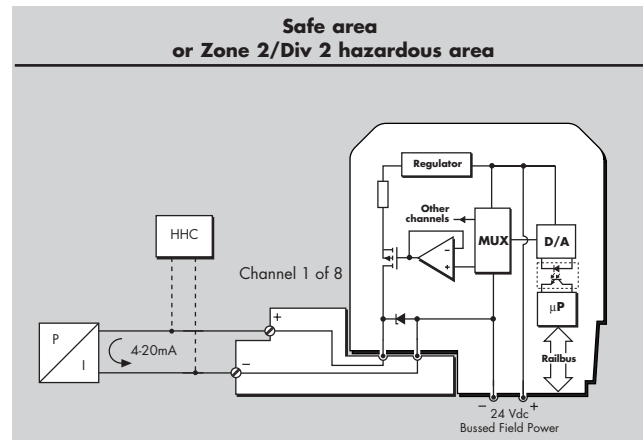 Safe area
or Zone 2/Div 2 hazardous area
Regulator
Other
channels
MUX
D/A
HHC
Channel 1 of 8
µP
+
P
I
4-20mA
–
Railbus
– 24 Vdc +
Bussed Field Power
–
+